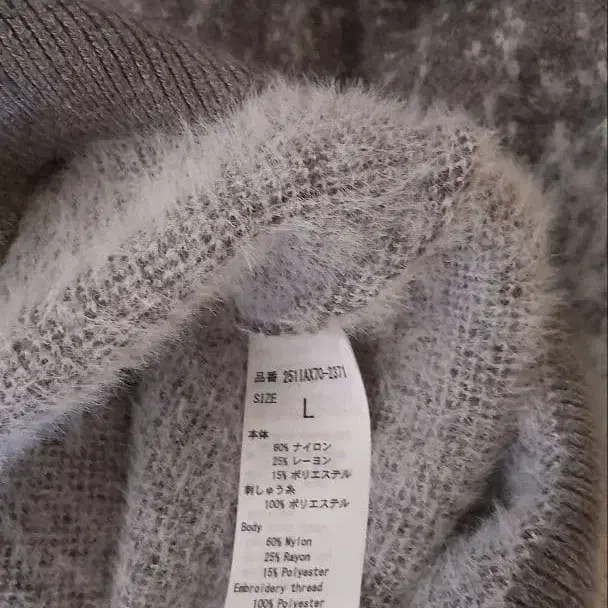 品番 2511AX70-2371
SIZE
L
本体
60% ナイロン
25% レーヨン
15% ポリエステル
刺しゅう糸
100% ポリエステル
Body
60% Nylon
25% Rayon
15% Polyester
Embroidery thread
100% Polyester